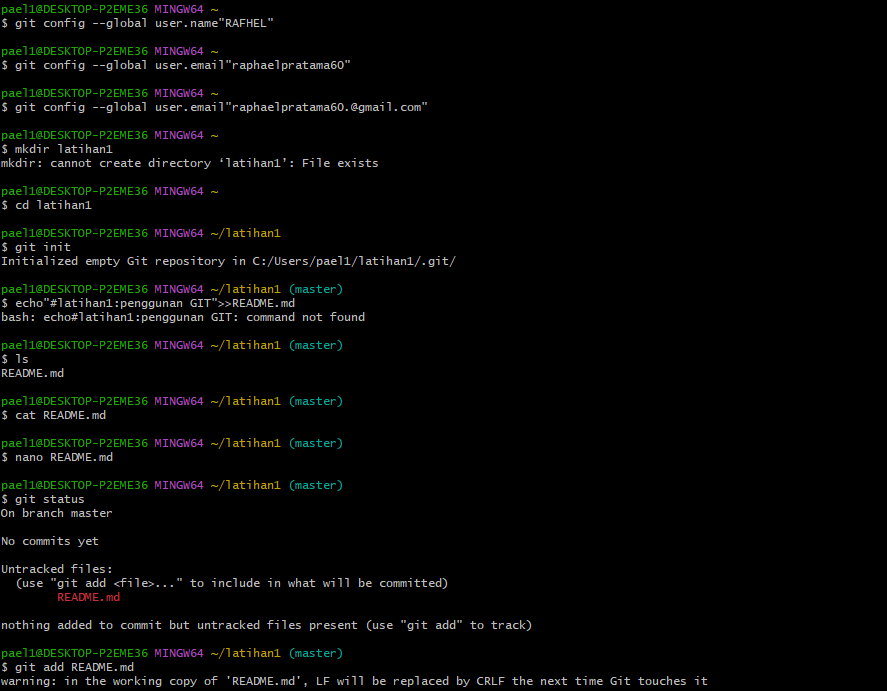 pael1@DESKTOP-P2EME36 MINGW64 ~
$ git config --global user.name"RAFHEL"
pael1@DESKTOP-P2EME36 MINGW64 ~
$ git config --global user.email"raphaelpratama60"
pael1@DESKTOP-P2EME36 MINGW64 ~
$ git config --global user.email"raphaelpratama60.@gmail.com"
pael1@DESKTOP-P2EME36 MINGW64 ~
$ mkdir latihan1
mkdir: cannot create directory ‘latihan1’: File exists
pael1@DESKTOP-P2EME36 MINGW64 ~
$ cd latihan1
pael1@DESKTOP-P2EME36 MINGW64 ~/latihan1
$ git init
Initialized empty Git repository in C:/Users/pael1/latihan1/.git/
pael1@DESKTOP-P2EME36 MINGW64 ~/latihan1 (master)
$ echo"#latihan1:penggunan GIT">>README.md
bash: echo#latihan1:penggunan GIT: command not found
pael1@DESKTOP-P2EME36 MINGW64 ~/latihan1 (master)
$ ls
README.md
pael1@DESKTOP-P2EME36 MINGW64 ~/latihan1 (master)
$ cat README.md
pael1@DESKTOP-P2EME36 MINGW64 ~/latihan1 (master)
$ nano README.md
pael1@DESKTOP-P2EME36 MINGW64 ~/latihan1 (master)
$ git status
On branch master
No commits yet
Untracked files:
(use "git add <file>..." to include in what will be committed)
README.md
nothing added to commit but untracked files present (use "git add" to track)
pael1@DESKTOP-P2EME36 MINGW64 ~/latihan1 (master)
$ git add README.md
warning: in the working copy of 'README.md', LF will be replaced by CRLF the next time Git touches it